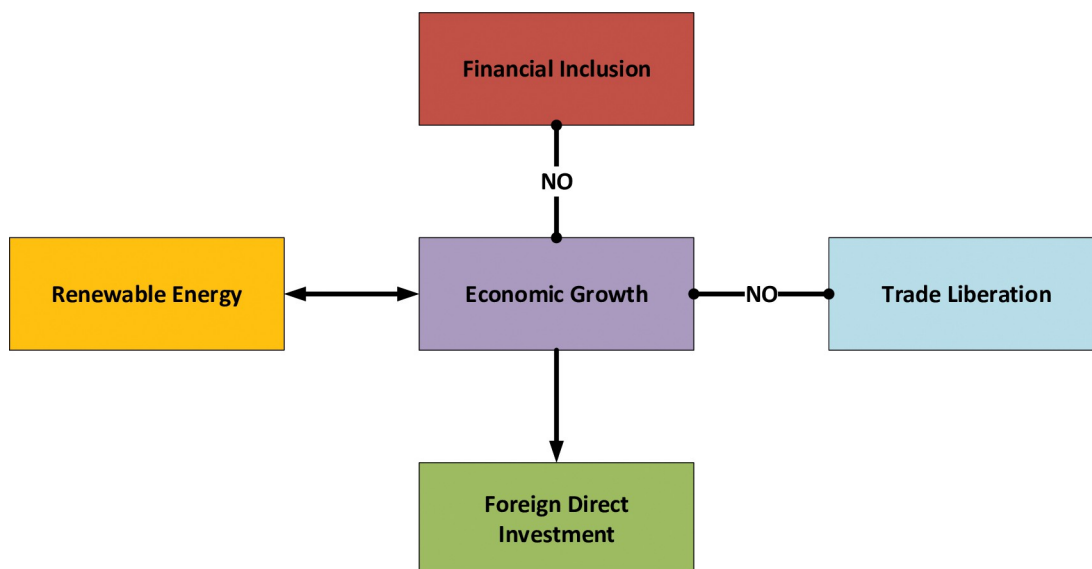 Financial Inclusion
NO
Renewable Energy
Economic Growth
NO
Trade Liberation
Foreign Direct
Investment